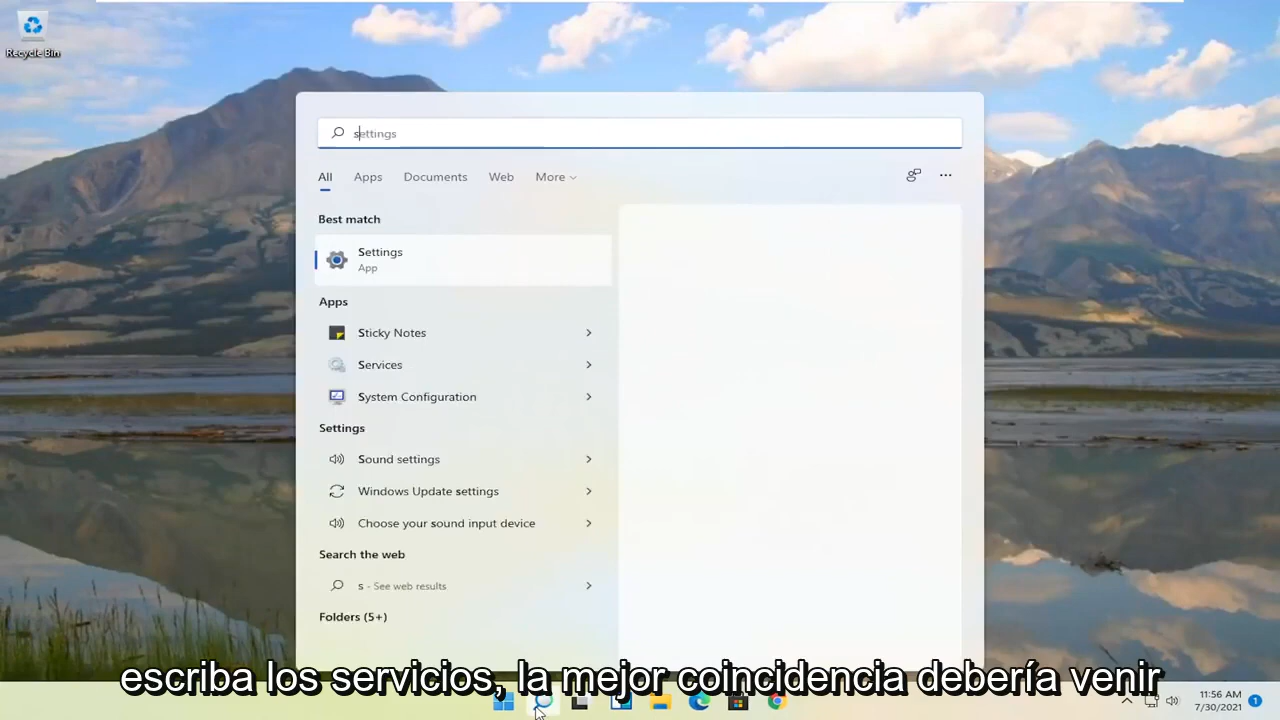 Recycle Bin
settings
All Apps Documents Web More
Best match
Settings
App
Apps
Sticky Notes
Services
System Configuration
Settings
Sound settings
Windows Update settings
Choose your sound input device
Search the web
s - See web results
Folders (5+)
escriba los servicios, la mejor coincidencia debería venir
11:56 AM
7/30/2021
1